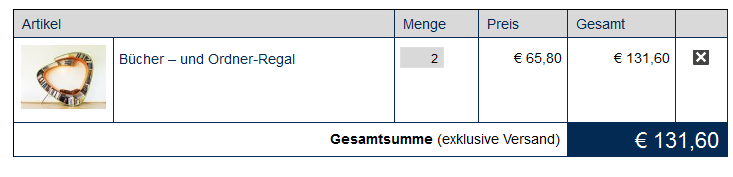 Artikel Menge Preis Gesamt
Bücher – und Ordner-Regal 2 € 65,80 € 131,60
Gesamtsumme (exklusive Versand) € 131,60